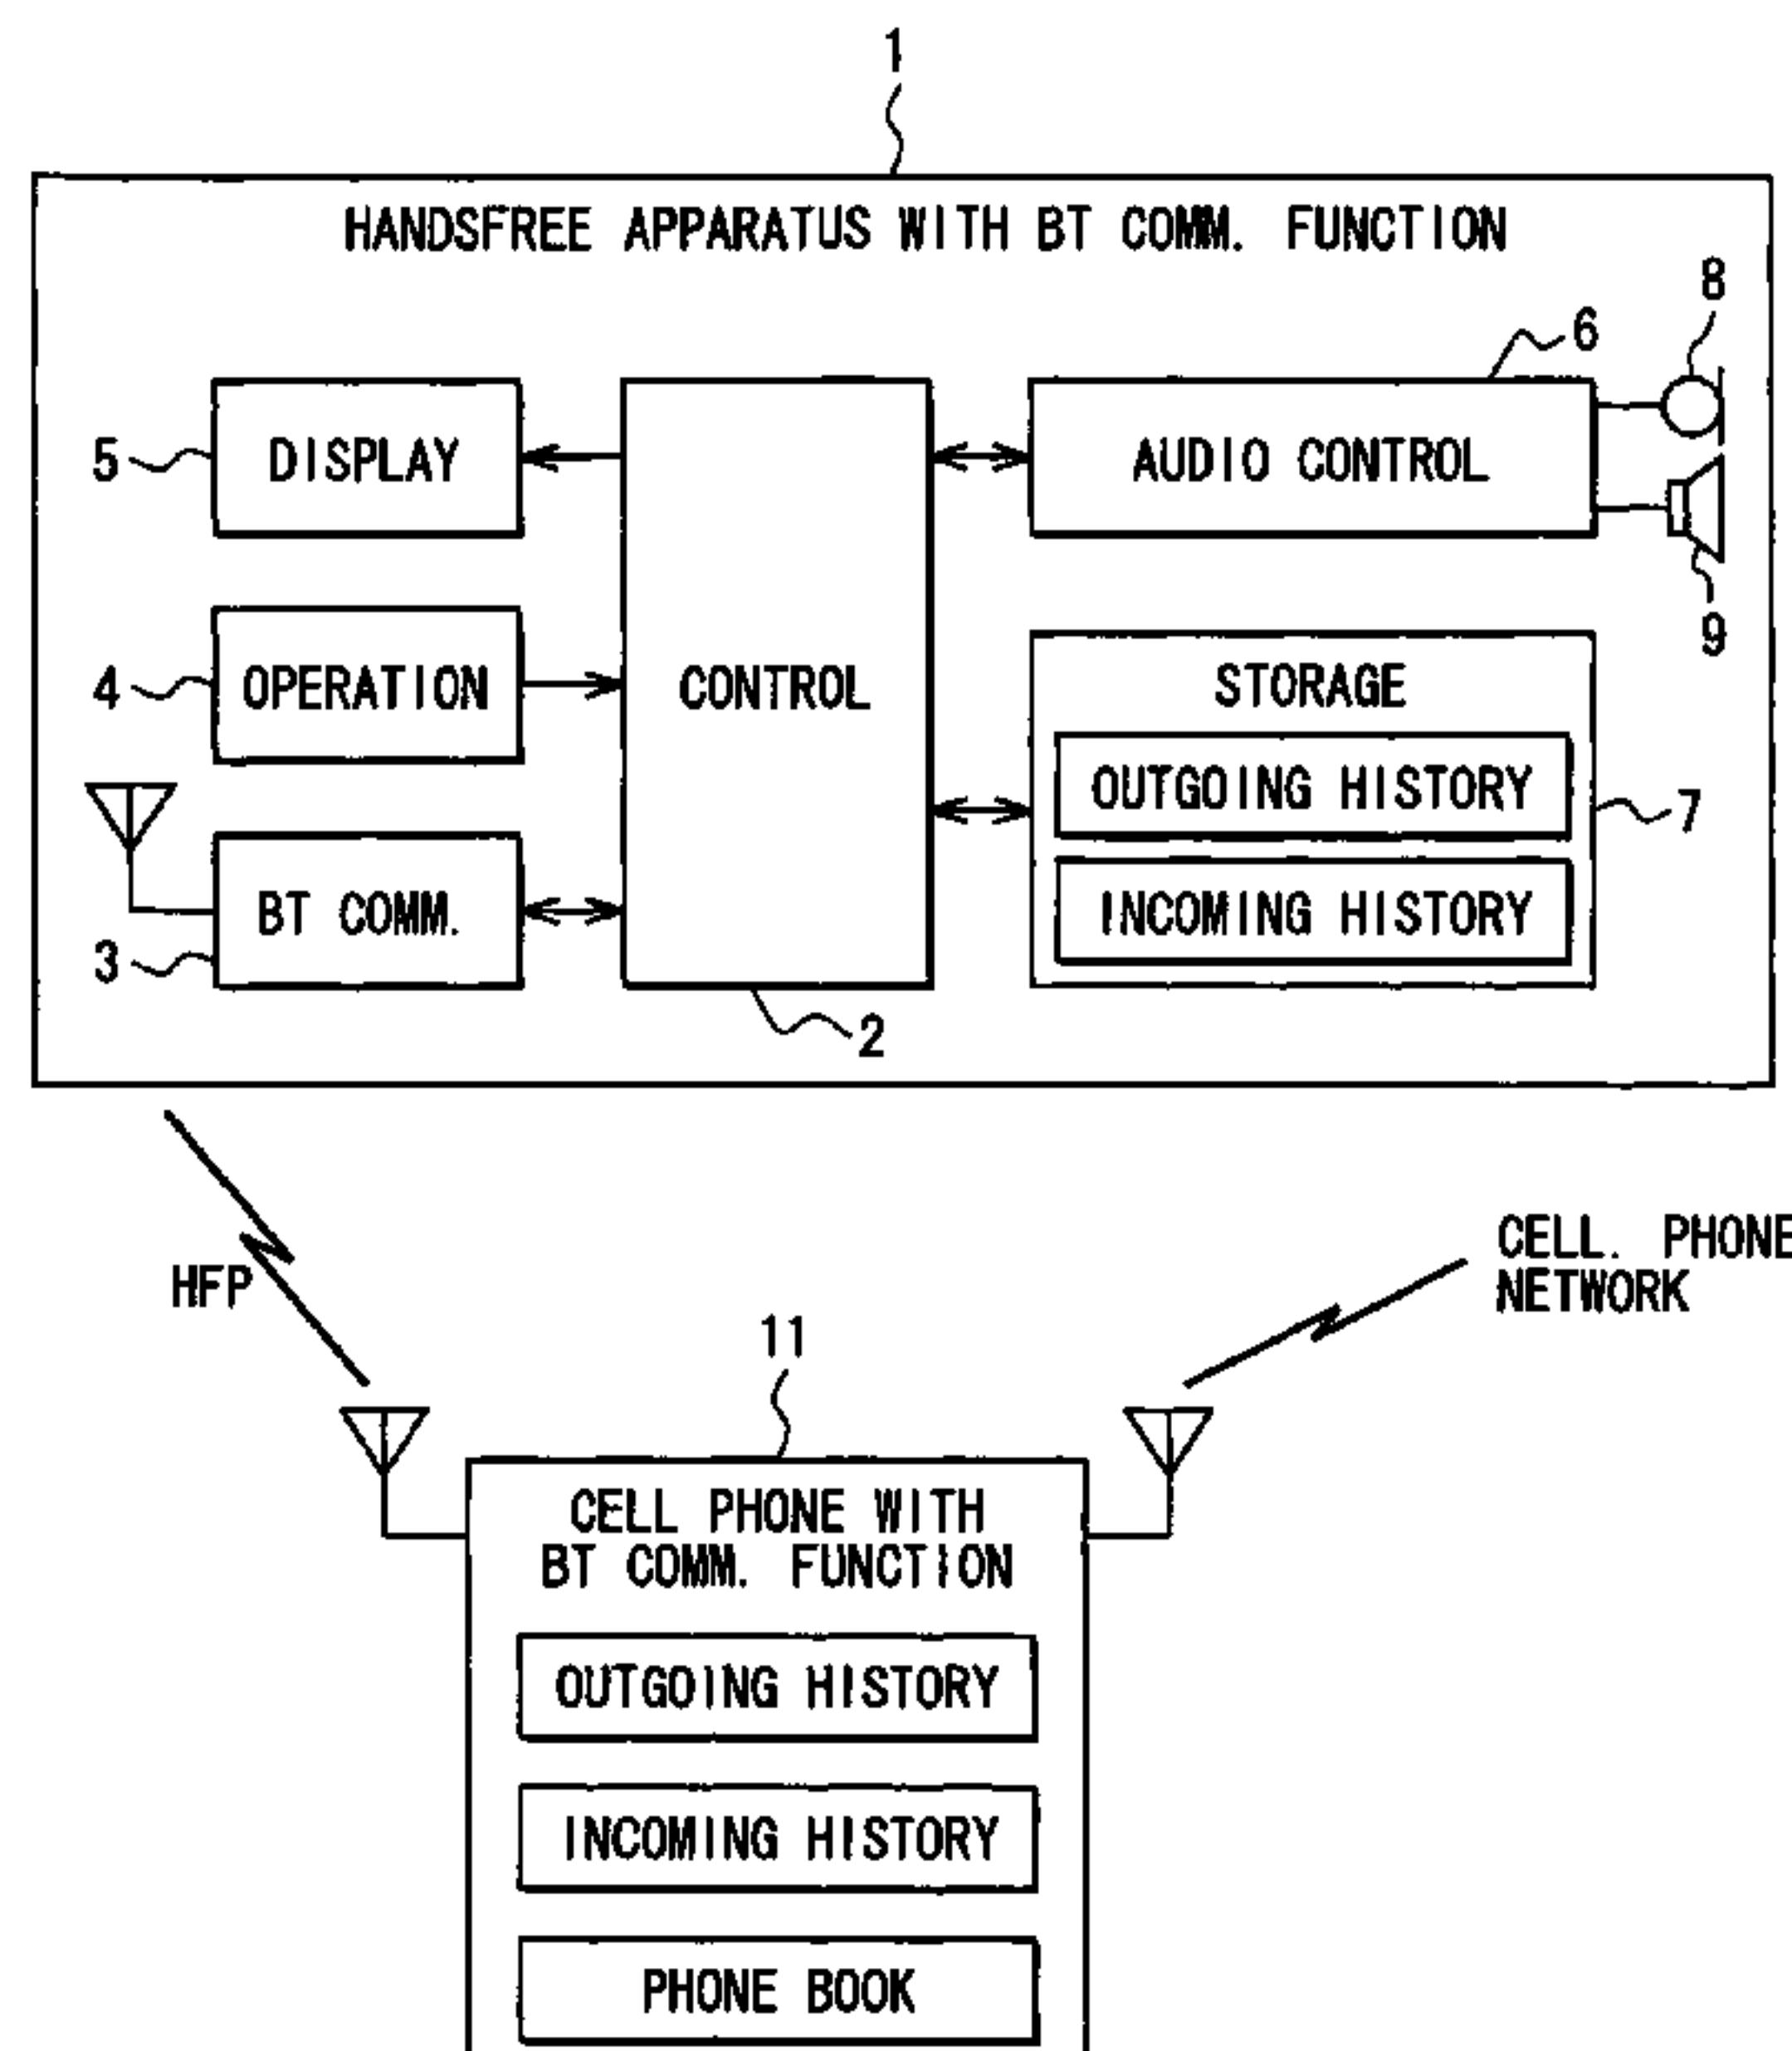 1
HANDSFREE APPARATUS WITH BT COMM. FUNCTION
8
6
5
DISPLAY
AUDIO CONTROL
9
4
OPERATION
CONTROL
STORAGE
OUTGOING HISTORY
7
BT COMM.
INCOMING HISTORY
3
2
CELL. PHONE
NETWORK
HFP
11
CELL PHONE WITH
BT COMM. FUNCTION
OUTGOING HISTORY
INCOMING HISTORY
PHONE BOOK